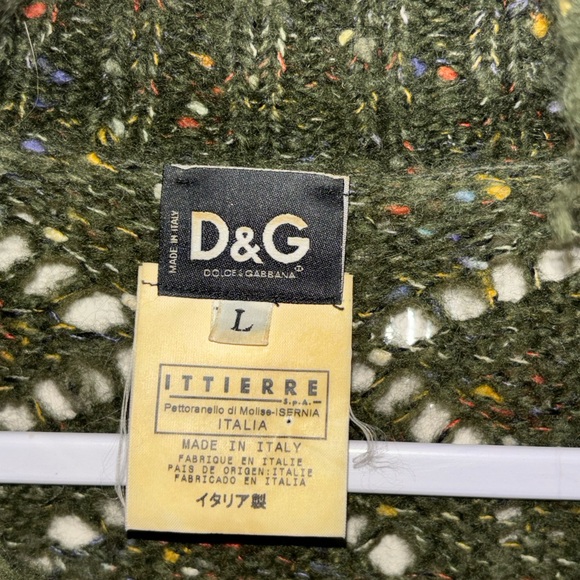 MADE IN ITALY
D&G
DOLCE & GABBANA
L
ITTIERRE
S.p.A.
Pettoranello di Molise-ISERNIA
ITALIA
MADE IN ITALY
FABRIQUE EN ITALIE
PAIS DE ORIGEN:ITALIE
FABRICADO EN ITALIA
イタリア製